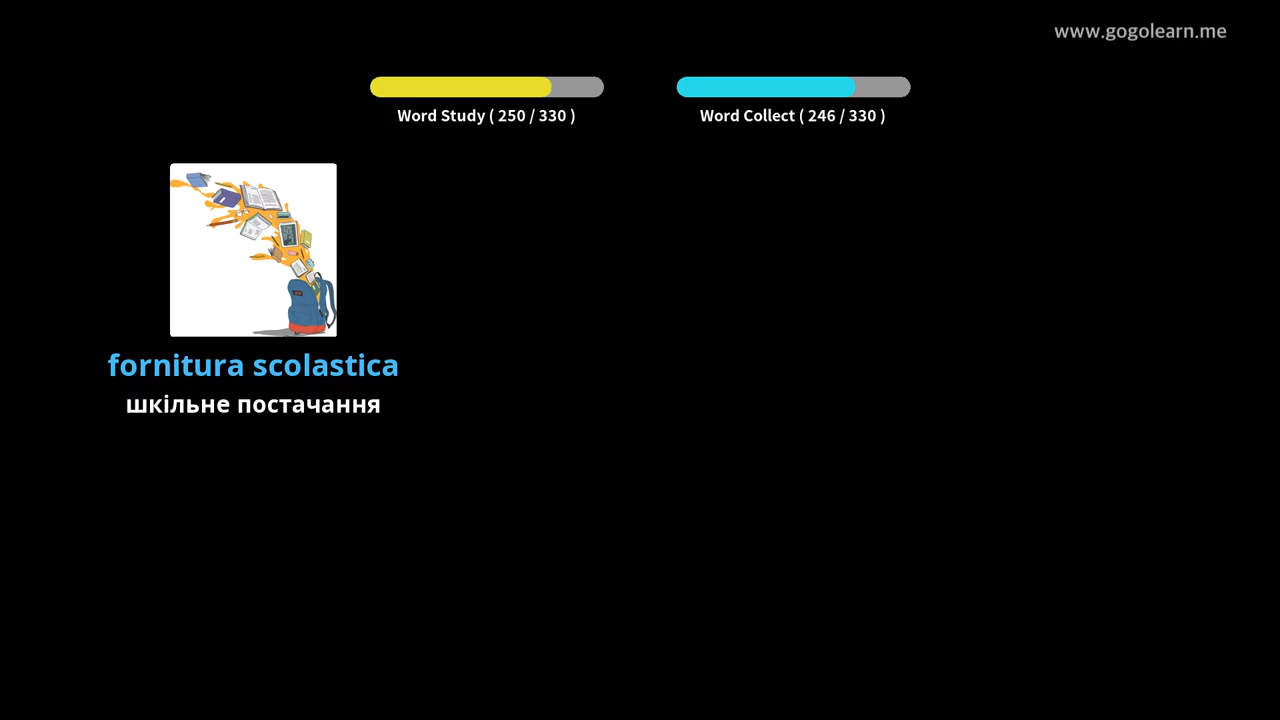 www.gogolearn.me
Word Study ( 250 / 330 )
Word Collect ( 246 / 330 )
fornitura scolastica
шкільне постачання